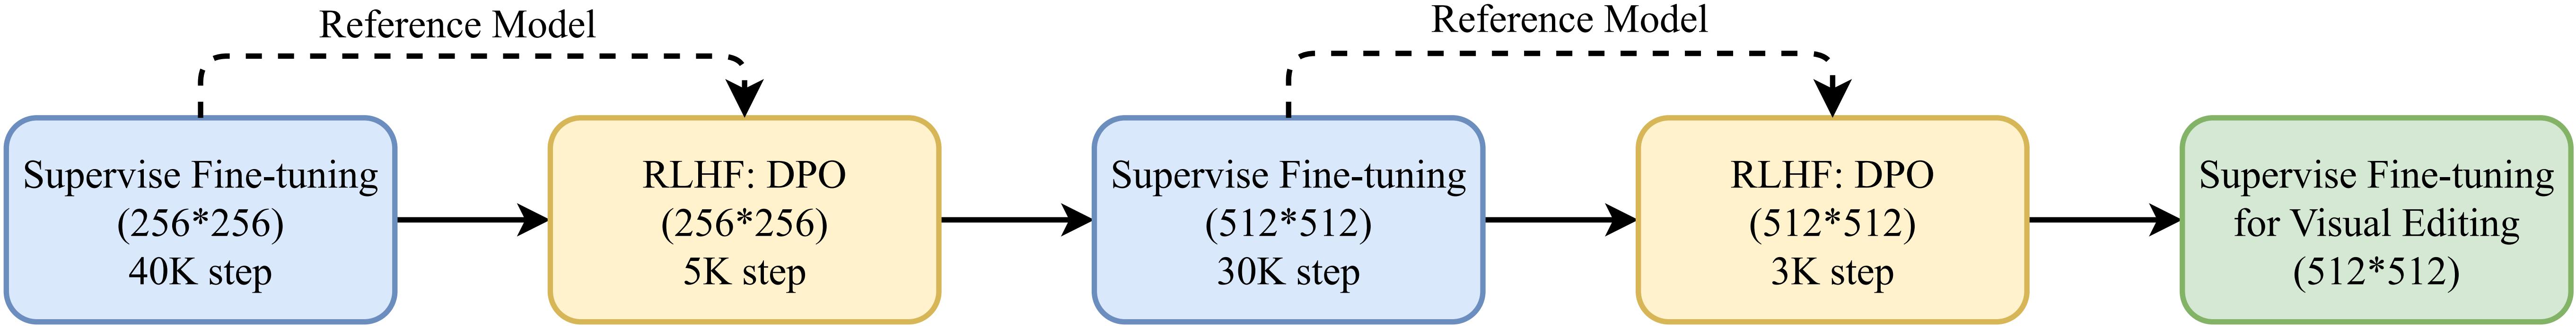 Reference Model
Reference Model
Supervise Fine-tuning
(256*256)
40K step
RLHF: DPO
(256*256)
5K step
Supervise Fine-tuning
(512*512)
30K step
RLHF: DPO
(512*512)
3K step
Supervise Fine-tuning
for Visual Editing
(512*512)